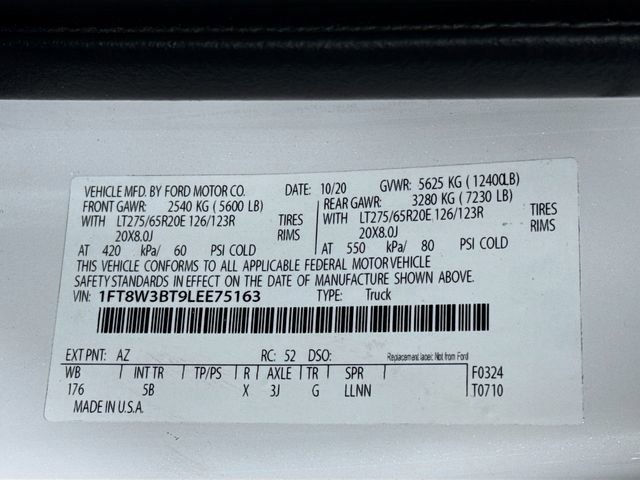 VEHICLE MFD. BY FORD MOTOR CO. DATE: 10/20 GVWR: 5625 KG ( 12400LB)
FRONT GAWR: 2540 KG ( 5600 LB) REAR GAWR: 3280 KG ( 7230 LB)
WITH LT275/65R20E 126/123R TIRES WITH LT275/65R20E 126/123R TIRES
20X8.0J RIMS 20X8.0J RIMS
AT 420 kPa/ 60 PSI COLD AT 550 kPa/ 80 PSI COLD
THIS VEHICLE CONFORMS TO ALL APPLICABLE FEDERAL MOTOR VEHICLE
SAFETY STANDARDS IN EFFECT ON THE DATE OF MANUFACTURE SHOWN ABOVE.
VIN: 1FT8W3BT9LEE75163 TYPE: Truck
EXT PNT: AZ RC: 52 DSO: Replacement label: Not from Ford
WB INT TR TP/PS R AXLE TR SPR F0324
176 5B X 3J G LLNN T0710
MADE IN U.S.A.